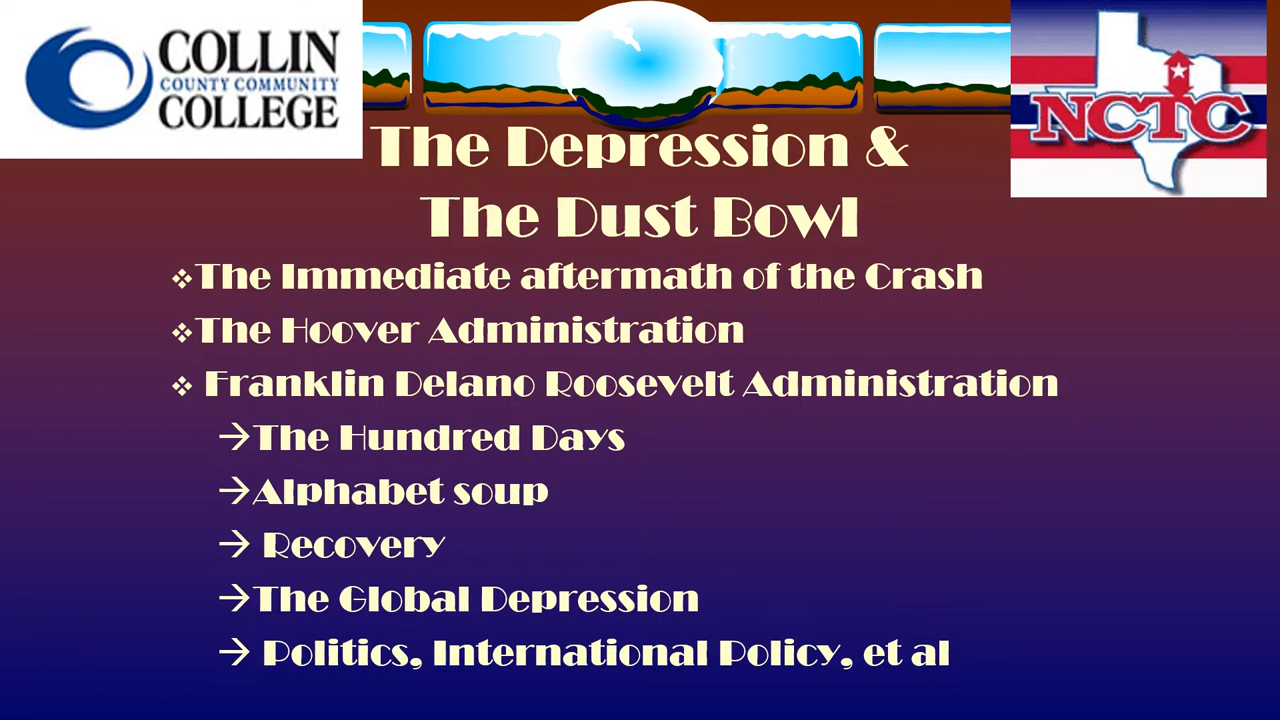 COLLIN
COUNTY COMMUNITY
COLLEGE
NCTC
The Depression &
The Dust Bowl
❖The Immediate aftermath of the Crash
❖The Hoover Administration
❖ Franklin Delano Roosevelt Administration
→The Hundred Days
→Alphabet soup
→ Recovery
→The Global Depression
→ Politics, International Policy, et al